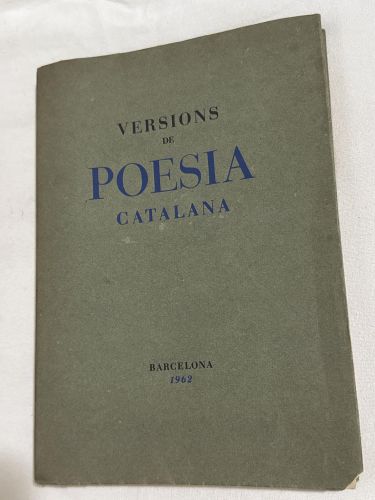 VERSIONS
DE
POESIA
CATALANA
BARCELONA
1962